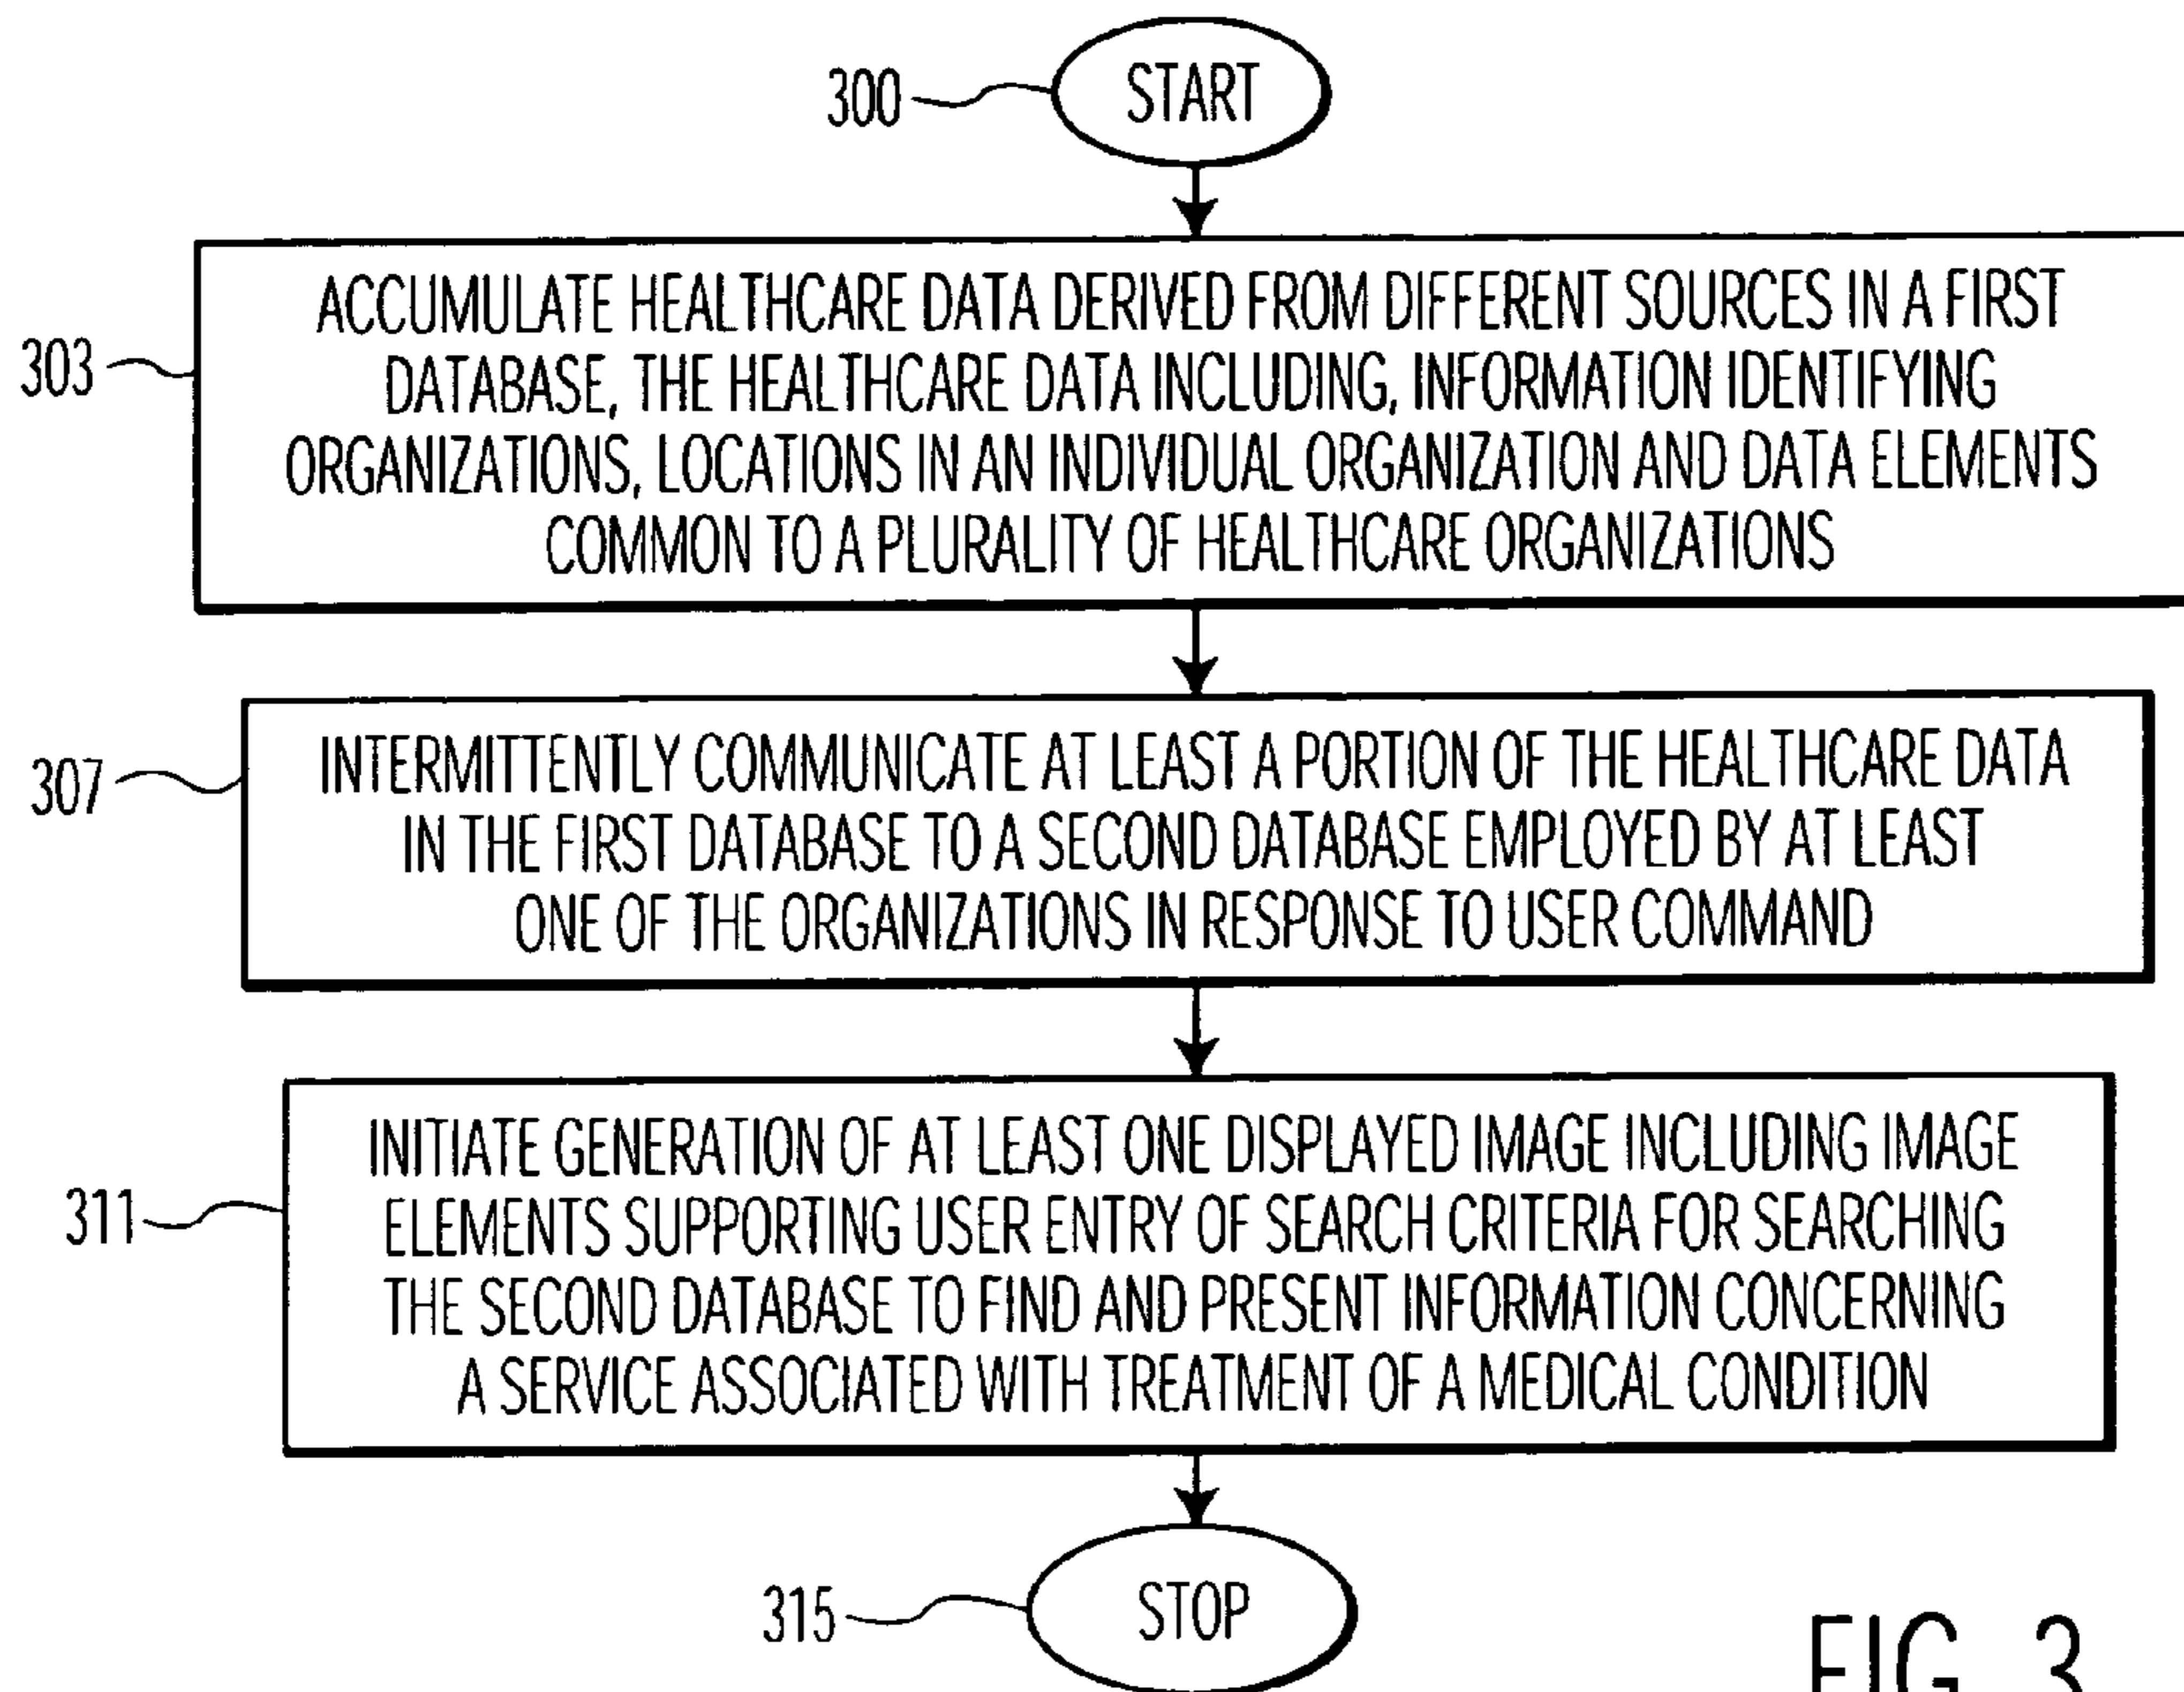 300
START
303
ACCUMULATE HEALTHCARE DATA DERIVED FROM DIFFERENT SOURCES IN A FIRST
DATABASE, THE HEALTHCARE DATA INCLUDING, INFORMATION IDENTIFYING
ORGANIZATIONS, LOCATIONS IN AN INDIVIDUAL ORGANIZATION AND DATA ELEMENTS
COMMON TO A PLURALITY OF HEALTHCARE ORGANIZATIONS
307
INTERMITTENTLY COMMUNICATE AT LEAST A PORTION OF THE HEALTHCARE DATA
IN THE FIRST DATABASE TO A SECOND DATABASE EMPLOYED BY AT LEAST
ONE OF THE ORGANIZATIONS IN RESPONSE TO USER COMMAND
311
INITIATE GENERATION OF AT LEAST ONE DISPLAYED IMAGE INCLUDING IMAGE
ELEMENTS SUPPORTING USER ENTRY OF SEARCH CRITERIA FOR SEARCHING
THE SECOND DATABASE TO FIND AND PRESENT INFORMATION CONCERNING
A SERVICE ASSOCIATED WITH TREATMENT OF A MEDICAL CONDITION
315
STOP
FIG. 3